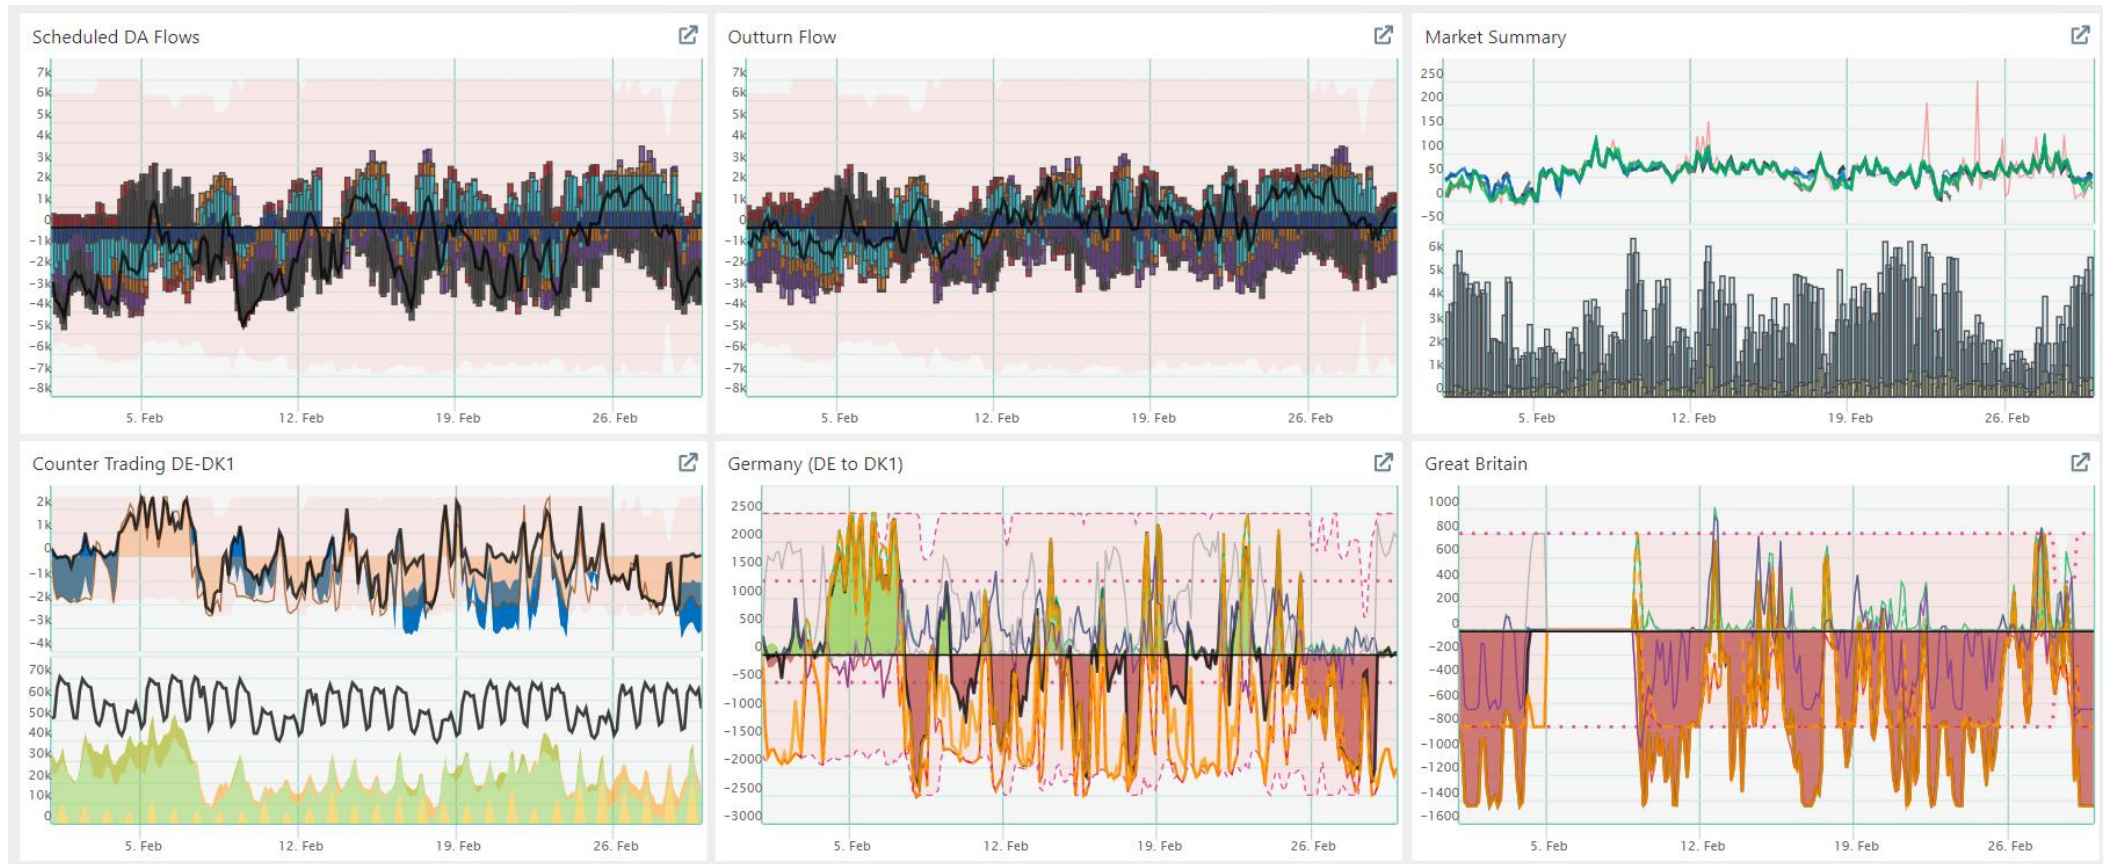 Scheduled DA Flows
7k
6k
5k
4k
3k
2k
1k
0
-1k
-2k
-3k
-4k
-5k
-6k
-7k
-8k
5. Feb 12. Feb 19. Feb 26. Feb
Outturn Flow
7k
6k
5k
4k
3k
2k
1k
0
-1k
-2k
-3k
-4k
-5k
-6k
-7k
-8k
5. Feb 12. Feb 19. Feb 26. Feb
Market Summary
250
200
150
100
50
0
-50
6k
5k
4k
3k
2k
1k
0
5. Feb 12. Feb 19. Feb 26. Feb
Counter Trading DE-DK1
2k
1k
0
-1k
-2k
-3k
-4k
70k
60k
50k
40k
30k
20k
10k
0
5. Feb 12. Feb 19. Feb 26. Feb
Germany (DE to DK1)
2500
2000
1500
1000
500
0
-500
-1000
-1500
-2000
-2500
-3000
5. Feb 12. Feb 19. Feb 26. Feb
Great Britain
1000
800
600
400
200
0
-200
-400
-600
-800
-1000
-1200
-1400
-1600
5. Feb 12. Feb 19. Feb 26. Feb